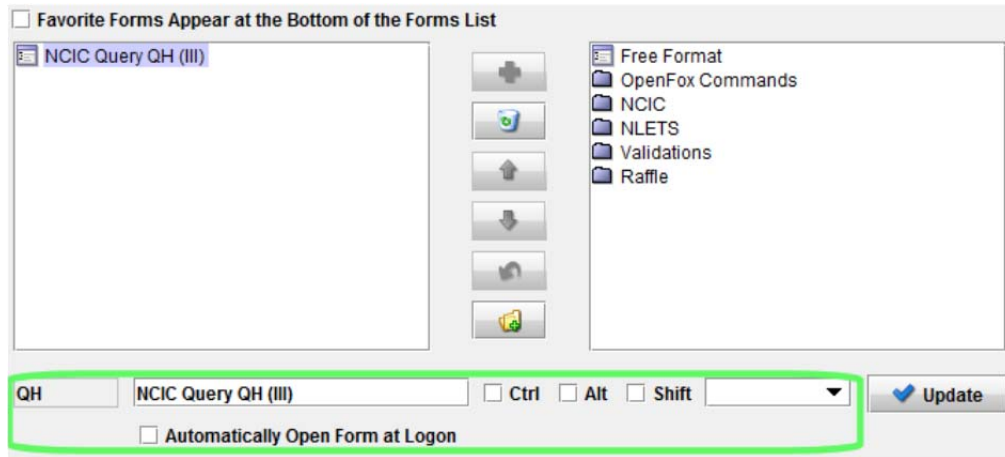 Favorite Forms Appear at the Bottom of the Forms List
NCIC Query QH (III)
Free Format
OpenFox Commands
NCIC
NLETS
Validations
Raffle
QH NCIC Query QH (III) Ctrl Alt Shift Update
Automatically Open Form at Logon